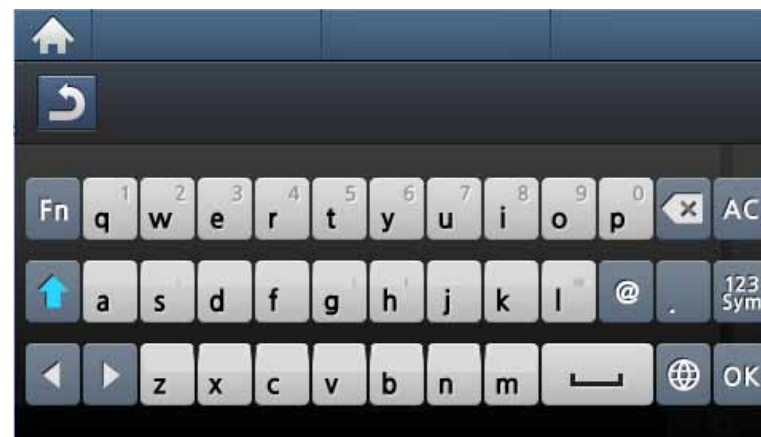 Fn q 1 w 2 e 3 r 4 t 5 y 6 u 7 i 8 o 9 p 0 AC
a s d f g h j k l @ . 123 Sym
z x c v b n m OK